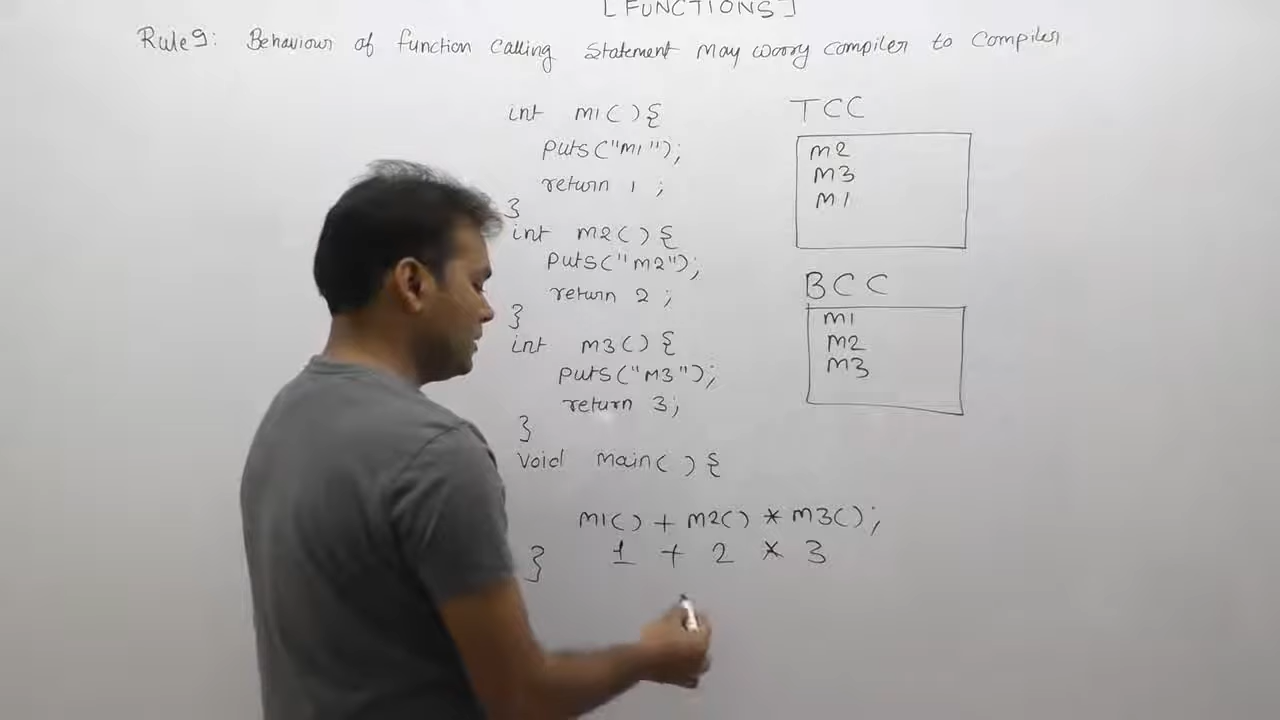 [FUNCTIONS]
Rule 9: Behaviour of function calling statement may worry compiler to compiler
int m1( ){
puts("m1");
return 1 ;
}
int m2( ){
puts("m2");
return 2 ;
}
int m3( ){
puts("m3");
return 3;
}
void main( ){
m1() + m2() * m3();
1 + 2 * 3
}
TCC
m2
m3
m1
BCC
m1
m2
m3